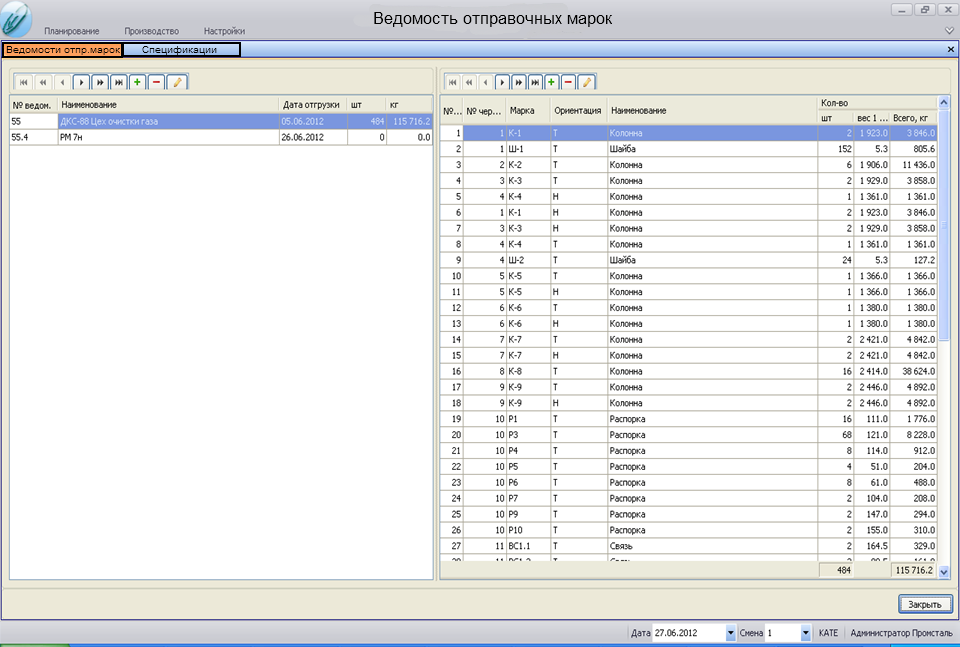 Ведомость отправочных марок
Планирование Производство Настройки
Ведомости отпр.марок Спецификации
№ ведом. Наименование Дата отгрузки шт кг
55 ДКС-88 Цех очистки газа 05.06.2012 484 115 716.2
55.4 РМ 7н 26.06.2012 0 0.0
№... № чер... Марка Ориентация Наименование Кол-во
шт вес 1 ... Всего, кг
1 1 К-1 Т Колонна 2 1 923.0 3 846.0
2 1 Ш-1 Т Шайба 152 5.3 805.6
3 2 К-2 Т Колонна 6 1 906.0 11 436.0
4 3 К-3 Т Колонна 2 1 929.0 3 858.0
5 4 К-4 Н Колонна 1 1 361.0 1 361.0
6 1 К-1 Н Колонна 2 1 923.0 3 846.0
7 3 К-3 Н Колонна 2 1 929.0 3 858.0
8 4 К-4 Т Колонна 1 1 361.0 1 361.0
9 4 Ш-2 Т Шайба 24 5.3 127.2
10 5 К-5 Т Колонна 1 1 366.0 1 366.0
11 5 К-5 Н Колонна 1 1 366.0 1 366.0
12 6 К-6 Т Колонна 1 1 380.0 1 380.0
13 6 К-6 Н Колонна 1 1 380.0 1 380.0
14 7 К-7 Т Колонна 2 2 421.0 4 842.0
15 7 К-7 Н Колонна 2 2 421.0 4 842.0
16 8 К-8 Т Колонна 16 2 414.0 38 624.0
17 9 К-9 Т Колонна 2 2 446.0 4 892.0
18 9 К-9 Н Колонна 2 2 446.0 4 892.0
19 10 Р1 Т Распорка 16 111.0 1 776.0
20 10 Р3 Т Распорка 68 121.0 8 228.0
21 10 Р4 Т Распорка 8 114.0 912.0
22 10 Р5 Т Распорка 4 51.0 204.0
23 10 Р6 Т Распорка 8 61.0 488.0
24 10 Р7 Т Распорка 2 104.0 208.0
25 10 Р9 Т Распорка 2 147.0 294.0
26 10 Р10 Т Распорка 2 155.0 310.0
27 11 ВС1.1 Т Связь 2 164.5 329.0
484 115 716.2
Закрыть
Дата 27.06.2012 Смена 1 КАТЕ Администратор Промсталь